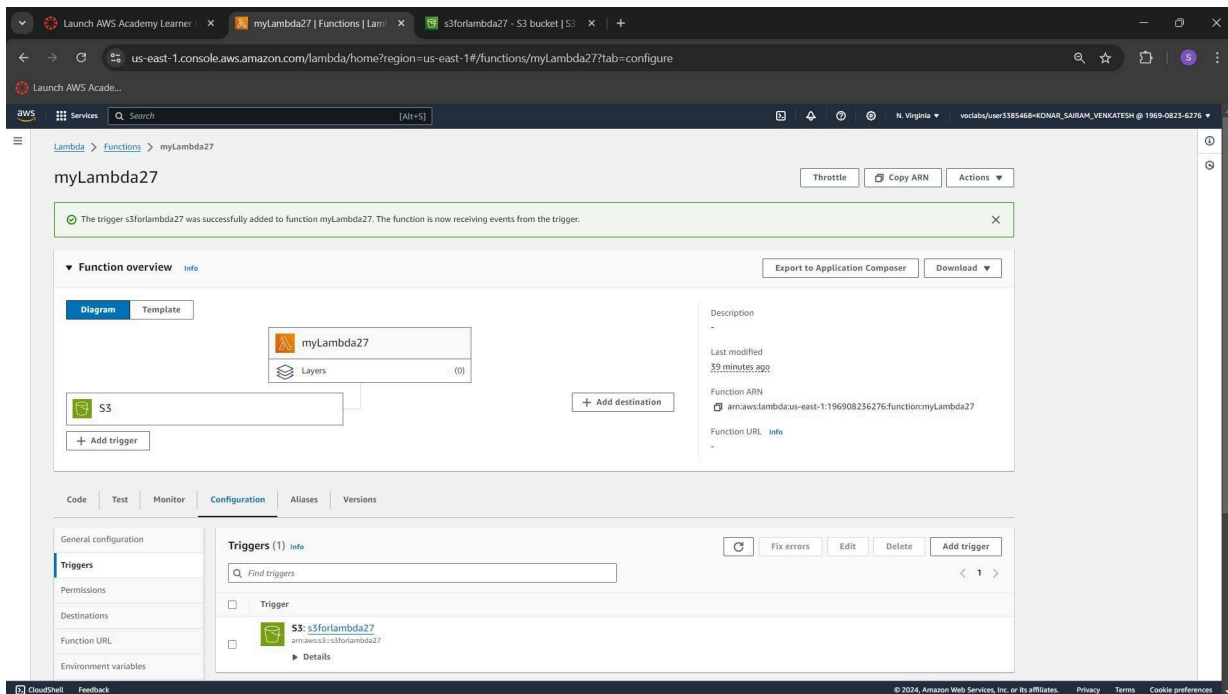 Launch AWS Academy Learner
myLambda27 | Functions | Lam
s3forlambda27 - S3 bucket | S3
us-east-1.console.aws.amazon.com/lambda/home?region=us-east-1#/functions/myLambda27?tab=configure
S
Launch AWS Acade...
aws
Services
Search
[Alt+S]
N. Virginia
voclabs/user3385468=KONAR_SAIRAM_VENKATESH @ 1969-0823-6276
Lambda > Functions > myLambda27
myLambda27
Throttle
Copy ARN
Actions
The trigger s3forlambda27 was successfully added to function myLambda27. The function is now receiving events from the trigger.
Function overview Info
Export to Application Composer
Download
Diagram
Template
myLambda27
Layers (0)
S3
+ Add trigger
+ Add destination
Description
-
Last modified
39 minutes ago
Function ARN
arn:aws:lambda:us-east-1:196908236276:function:myLambda27
Function URL Info
-
Code
Test
Monitor
Configuration
Aliases
Versions
General configuration
Triggers
Permissions
Destinations
Function URL
Environment variables
Triggers (1) Info
Fix errors
Edit
Delete
Add trigger
Find triggers
< 1 >
Trigger
S3: s3forlambda27
arn:aws:s3:::s3forlambda27
Details
CloudShell
Feedback
© 2024, Amazon Web Services, Inc. or its affiliates.
Privacy
Terms
Cookie preferences